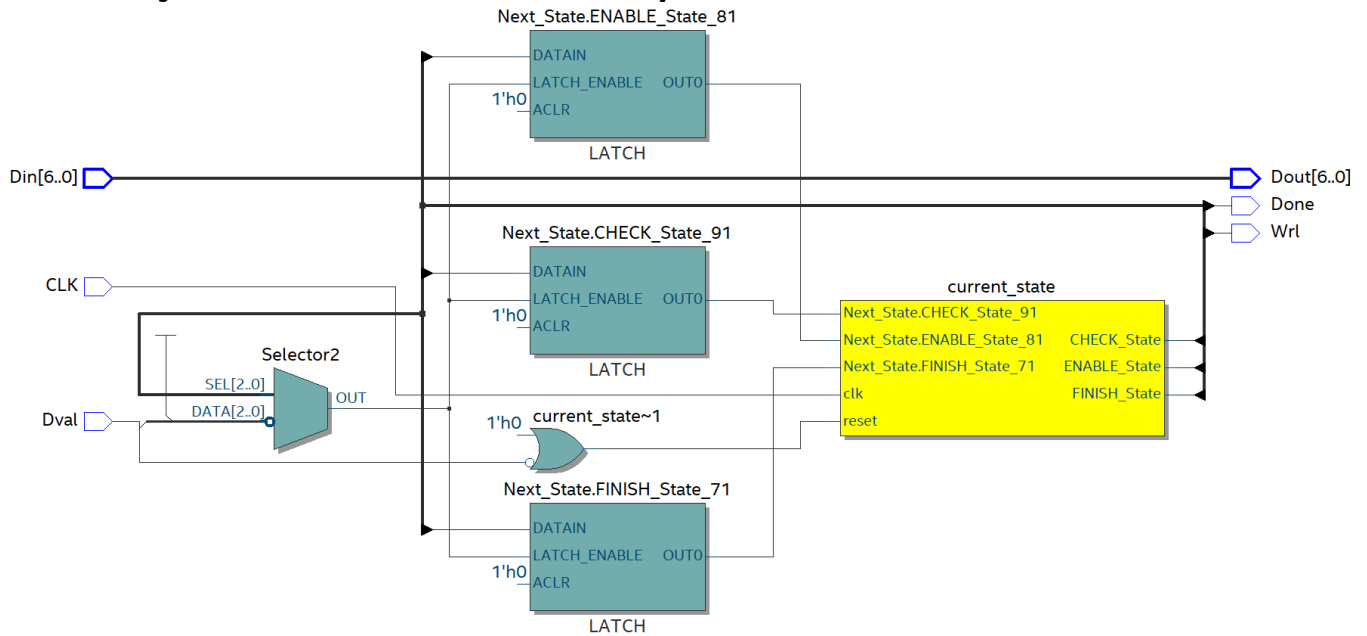 Next_State.ENABLE_State_81
DATAIN
LATCH_ENABLE OUT0
1'h0
ACLR
LATCH
Din[6..0]
Dout[6..0]
Done
Wrl
Next_State.CHECK_State_91
DATAIN
LATCH_ENABLE OUT0
1'h0
ACLR
LATCH
CLK
current_state
Next_State.CHECK_State_91
Next_State.ENABLE_State_81 CHECK_State
Next_State.FINISH_State_71 ENABLE_State
clk FINISH_State
reset
Selector2
SEL[2..0]
DATA[2..0]
OUT
Dval
1'h0
current_state~1
Next_State.FINISH_State_71
DATAIN
LATCH_ENABLE OUT0
1'h0
ACLR
LATCH